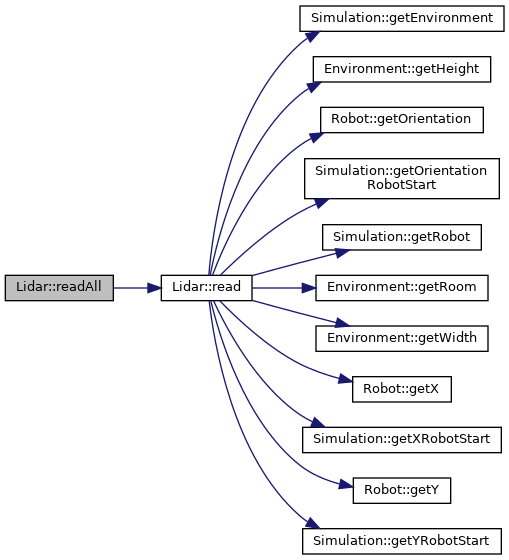 Lidar::readAll
Lidar::read
Simulation::getEnvironment
Environment::getHeight
Robot::getOrientation
Simulation::getOrientation
RobotStart
Simulation::getRobot
Environment::getRoom
Environment::getWidth
Robot::getX
Simulation::getXRobotStart
Robot::getY
Simulation::getYRobotStart